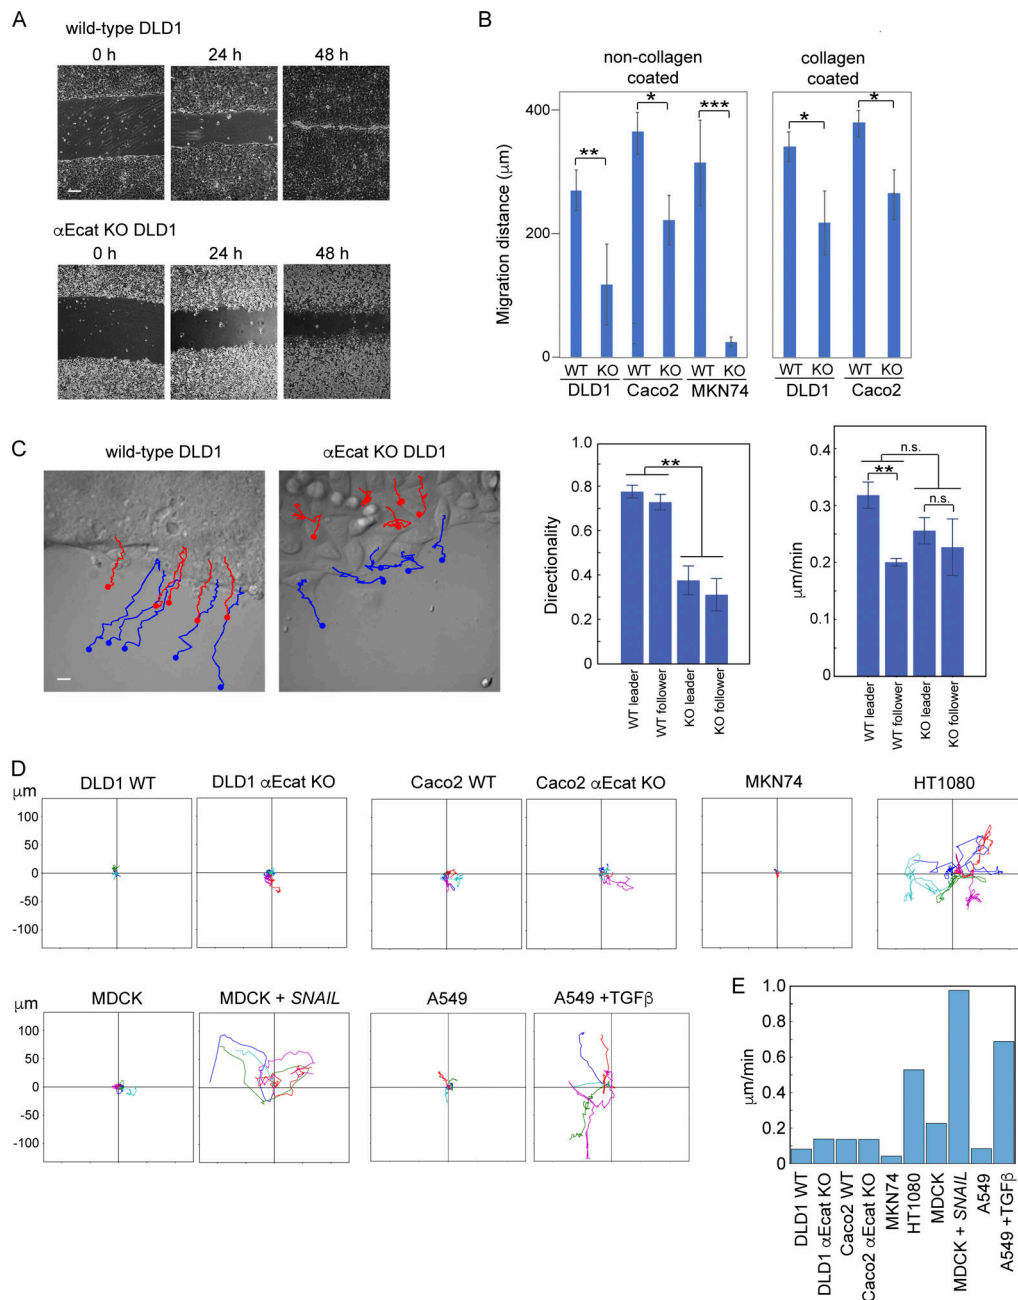 A
wild-type DLD1
0 h 24 h 48 h
αEcat KO DLD1
0 h 24 h 48 h
B
non-collagen coated
collagen coated
Migration distance (µm)
400
200
0
** * *** * *
WT KO WT KO WT KO WT KO WT KO
DLD1 Caco2 MKN74 DLD1 Caco2
C
wild-type DLD1 αEcat KO DLD1
Directionality
1.0
0.8
0.6
0.4
0.2
0
**
WT leader
WT follower
KO leader
KO follower
µm/min
0.4
0.3
0.2
0.1
0
n.s.
**
n.s.
WT leader
WT follower
KO leader
KO follower
D
DLD1 WT DLD1 αEcat KO Caco2 WT Caco2 αEcat KO MKN74 HT1080
µm
100
50
0
-50
-100
MDCK MDCK + SNAIL A549 A549 +TGFβ
µm
100
50
0
-50
-100
E
µm/min
1.0
0.8
0.6
0.4
0.2
0
DLD1 WT
DLD1 αEcat KO
Caco2 WT
Caco2 αEcat KO
MKN74
HT1080
MDCK
MDCK + SNAIL
A549
A549 +TGFβ